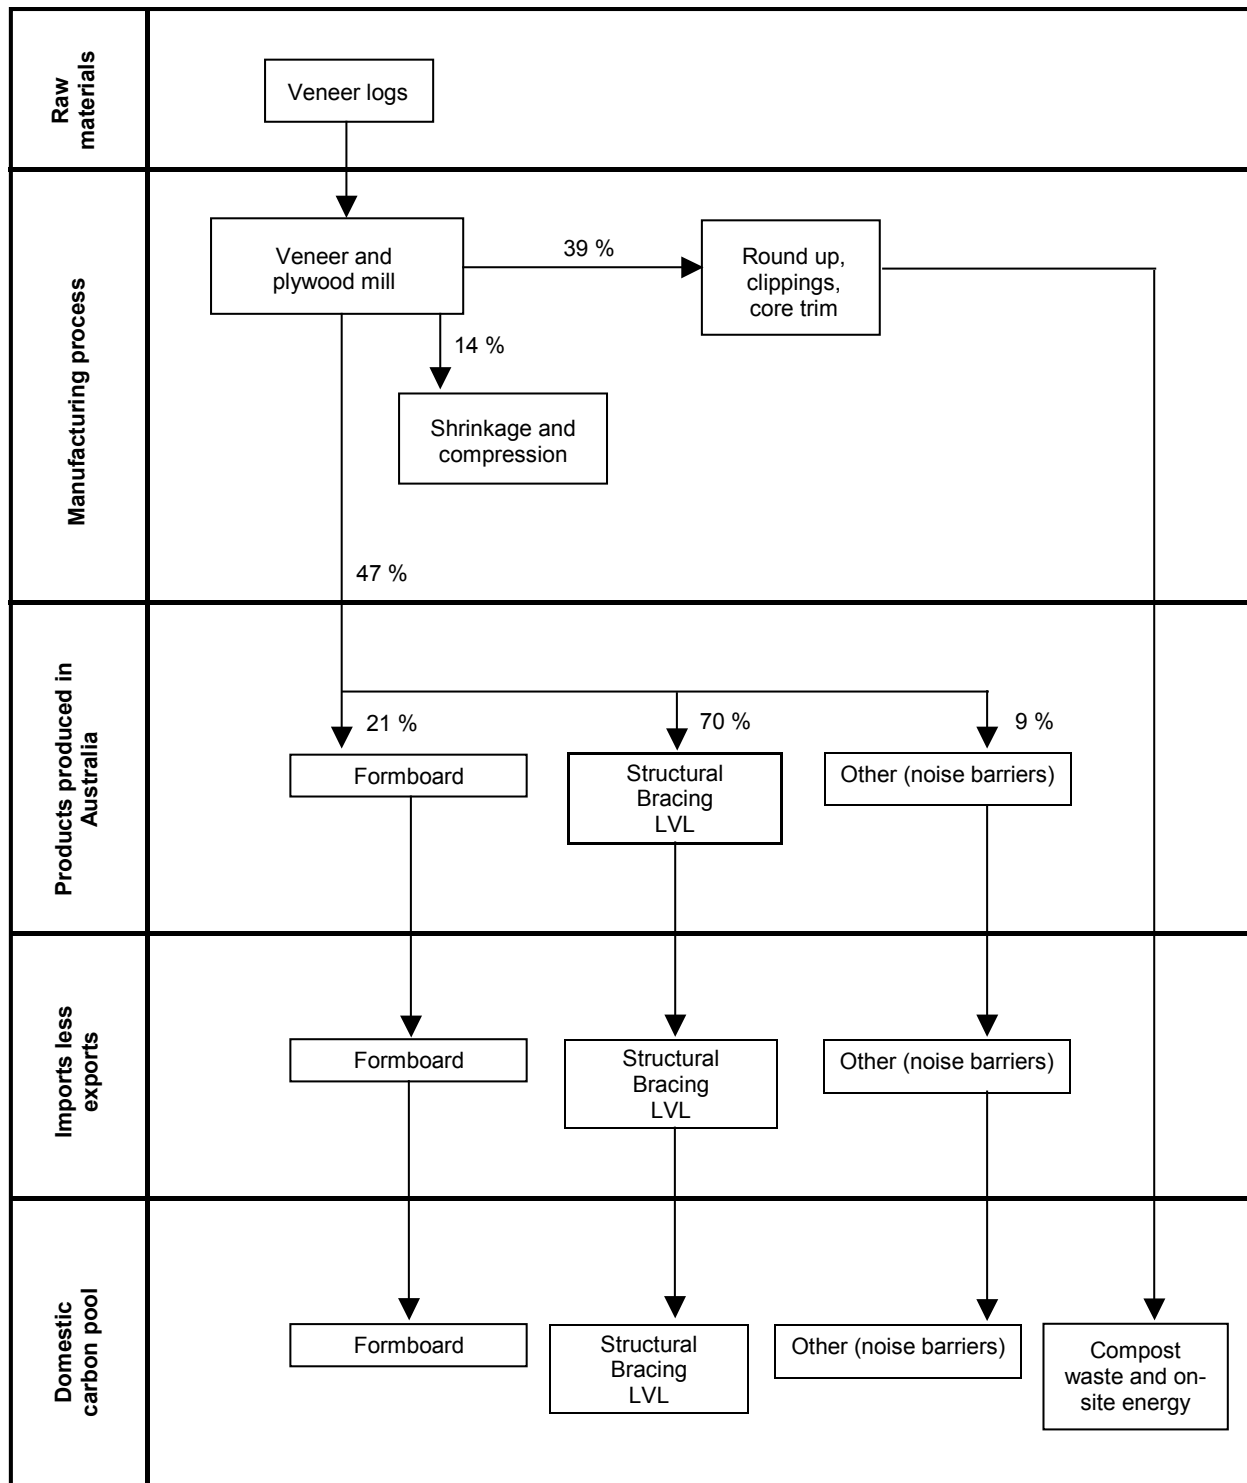 Raw
materials
Veneer logs
Manufacturing process
Veneer and
plywood mill
39 %
Round up,
clippings,
core trim
14 %
Shrinkage and
compression
47 %
Products produced in
Australia
21 %
70 %
9 %
Formboard
Structural
Bracing
LVL
Other (noise barriers)
Imports less
exports
Formboard
Structural
Bracing
LVL
Other (noise barriers)
Domestic
carbon pool
Formboard
Structural
Bracing
LVL
Other (noise barriers)
Compost
waste and on-
site energy